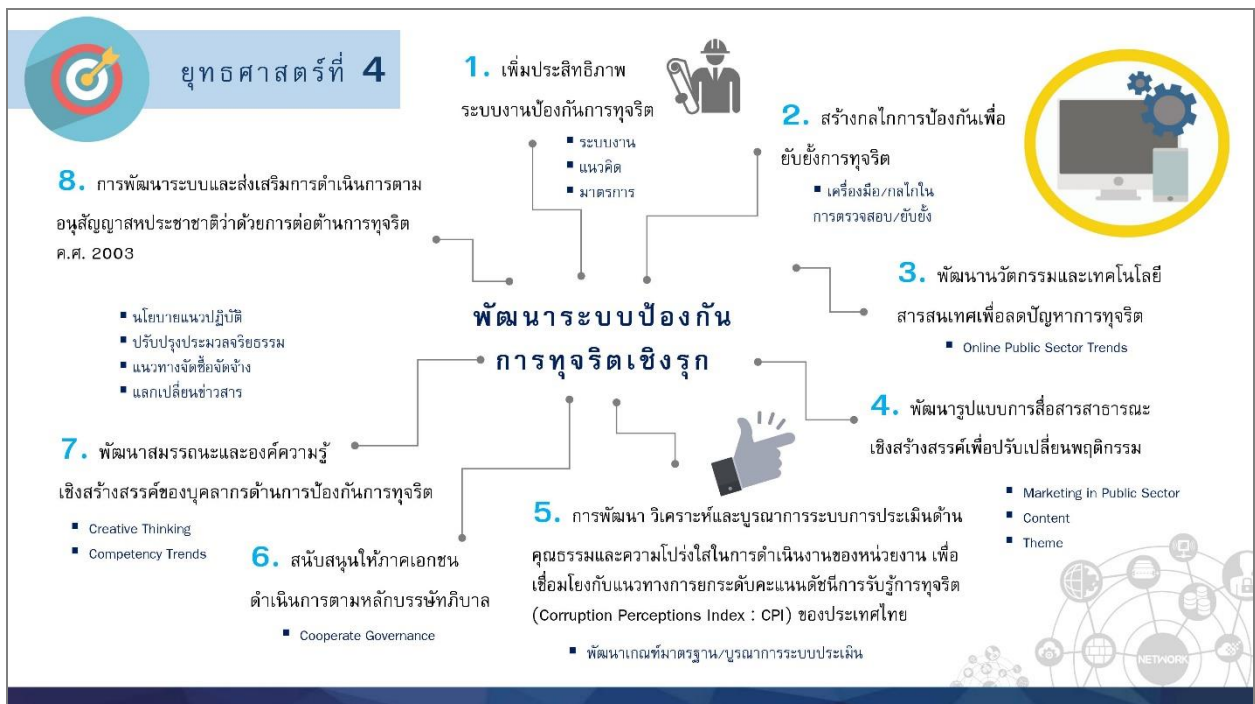 ยุทธศาสตร์ที่ 4
1. เพิ่มประสิทธิภาพ
ระบบงานป้องกันการทุจริต
▪ ระบบงาน
▪ แนวคิด
▪ มาตรการ
2. สร้างกลไกการป้องกันเพื่อ
ยับยั้งการทุจริต
▪ เครื่องมือ/กลไกใน
การตรวจสอบ/ยับยั้ง
3. พัฒนานวัตกรรมและเทคโนโลยี
สารสนเทศเพื่อลดปัญหาการทุจริต
▪ Online Public Sector Trends
พัฒนาระบบป้องกัน
การทุจริตเชิงรุก
4. พัฒนารูปแบบการสื่อสารสาธารณะ
เชิงสร้างสรรค์เพื่อปรับเปลี่ยนพฤติกรรม
▪ Marketing in Public Sector
▪ Content
▪ Theme
5. การพัฒนา วิเคราะห์และบูรณาการระบบการประเมินด้าน
คุณธรรมและความโปร่งใสในการดำเนินงานของหน่วยงาน เพื่อ
เชื่อมโยงกับแนวทางการยกระดับคะแนนดัชนีการรับรู้การทุจริต
(Corruption Perceptions Index : CPI) ของประเทศไทย
▪ พัฒนาเกณฑ์มาตรฐาน/บูรณาการระบบประเมิน
6. สนับสนุนให้ภาคเอกชน
ดำเนินการตามหลักบรรษัทภิบาล
▪ Cooperate Governance
7. พัฒนาสมรรถนะและองค์ความรู้
เชิงสร้างสรรค์ของบุคลากรด้านการป้องกันการทุจริต
▪ Creative Thinking
▪ Competency Trends
8. การพัฒนาระบบและส่งเสริมการดำเนินการตาม
อนุสัญญาสหประชาชาติว่าด้วยการต่อต้านการทุจริต
ค.ศ. 2003
▪ นโยบายแนวปฏิบัติ
▪ ปรับปรุงประมวลจริยธรรม
▪ แนวทางจัดซื้อจัดจ้าง
▪ แลกเปลี่ยนข่าวสาร
NETWORK